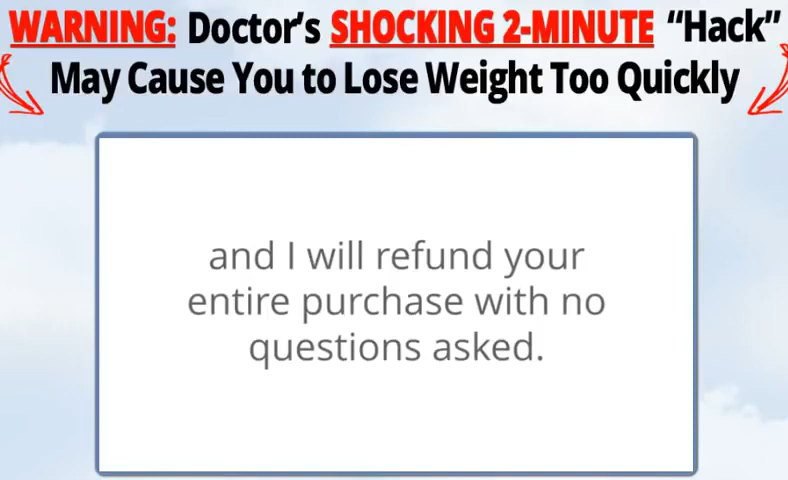 WARNING: Doctor's SHOCKING 2-MINUTE “Hack”
May Cause You to Lose Weight Too Quickly
and I will refund your
entire purchase with no
questions asked.